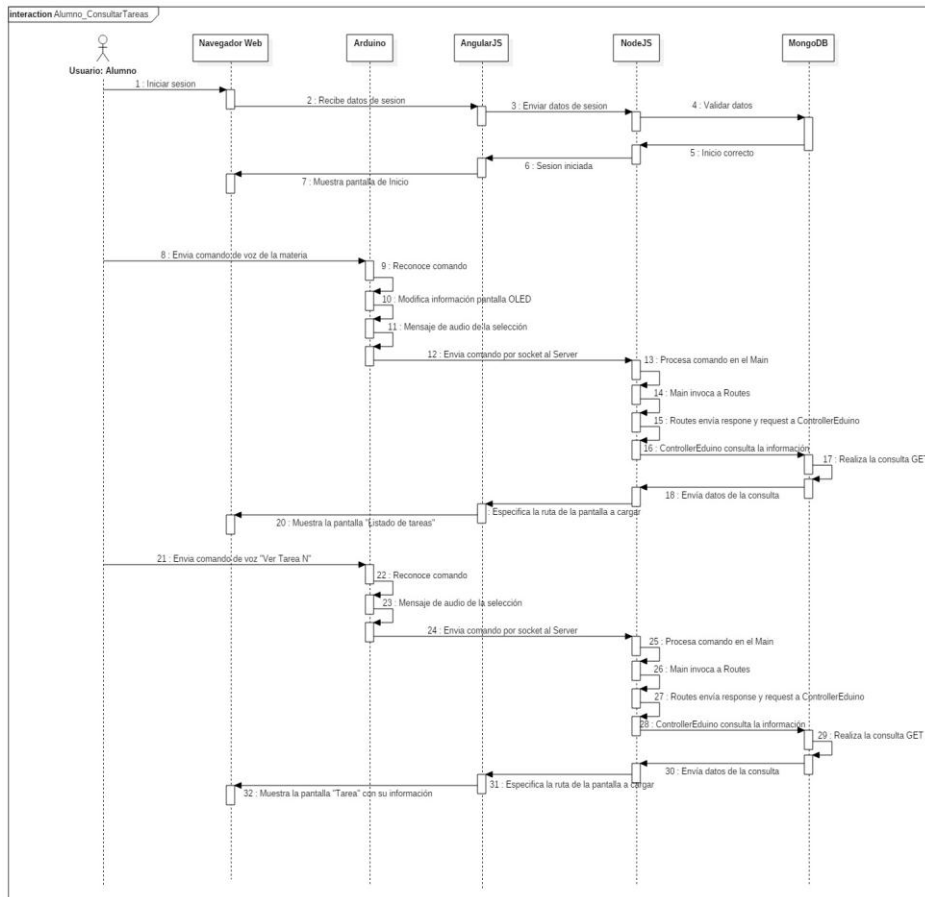 interaction Alumno_ConsultarTareas
Usuario: Alumno
Navegador Web
Arduino
AngularJS
NodeJS
MongoDB
1 : Iniciar sesion
2 : Recibe datos de sesion
3 : Enviar datos de sesion
4 : Validar datos
5 : Inicio correcto
6 : Sesion iniciada
7 : Muestra pantalla de Inicio
8 : Envia comando de voz de la materia
9 : Reconoce comando
10 : Modifica información pantalla OLED
11 : Mensaje de audio de la selección
12 : Envia comando por socket al Server
13 : Procesa comando en el Main
14 : Main invoca a Routes
15 : Routes envía respone y request a ControllerEduino
16 : ControllerEduino consulta la información
17 : Realiza la consulta GET
18 : Envía datos de la consulta
: Especifica la ruta de la pantalla a cargar
20 : Muestra la pantalla "Listado de tareas"
21 : Envia comando de voz "Ver Tarea N"
22 : Reconoce comando
23 : Mensaje de audio de la selección
24 : Envia comando por socket al Server
25 : Procesa comando en el Main
26 : Main invoca a Routes
27 : Routes envía response y request a ControllerEduino
28 : ControllerEduino consulta la información
29 : Realiza la consulta GET
30 : Envía datos de la consulta
31 : Especifica la ruta de la pantalla a cargar
32 : Muestra la pantalla "Tarea" con su información